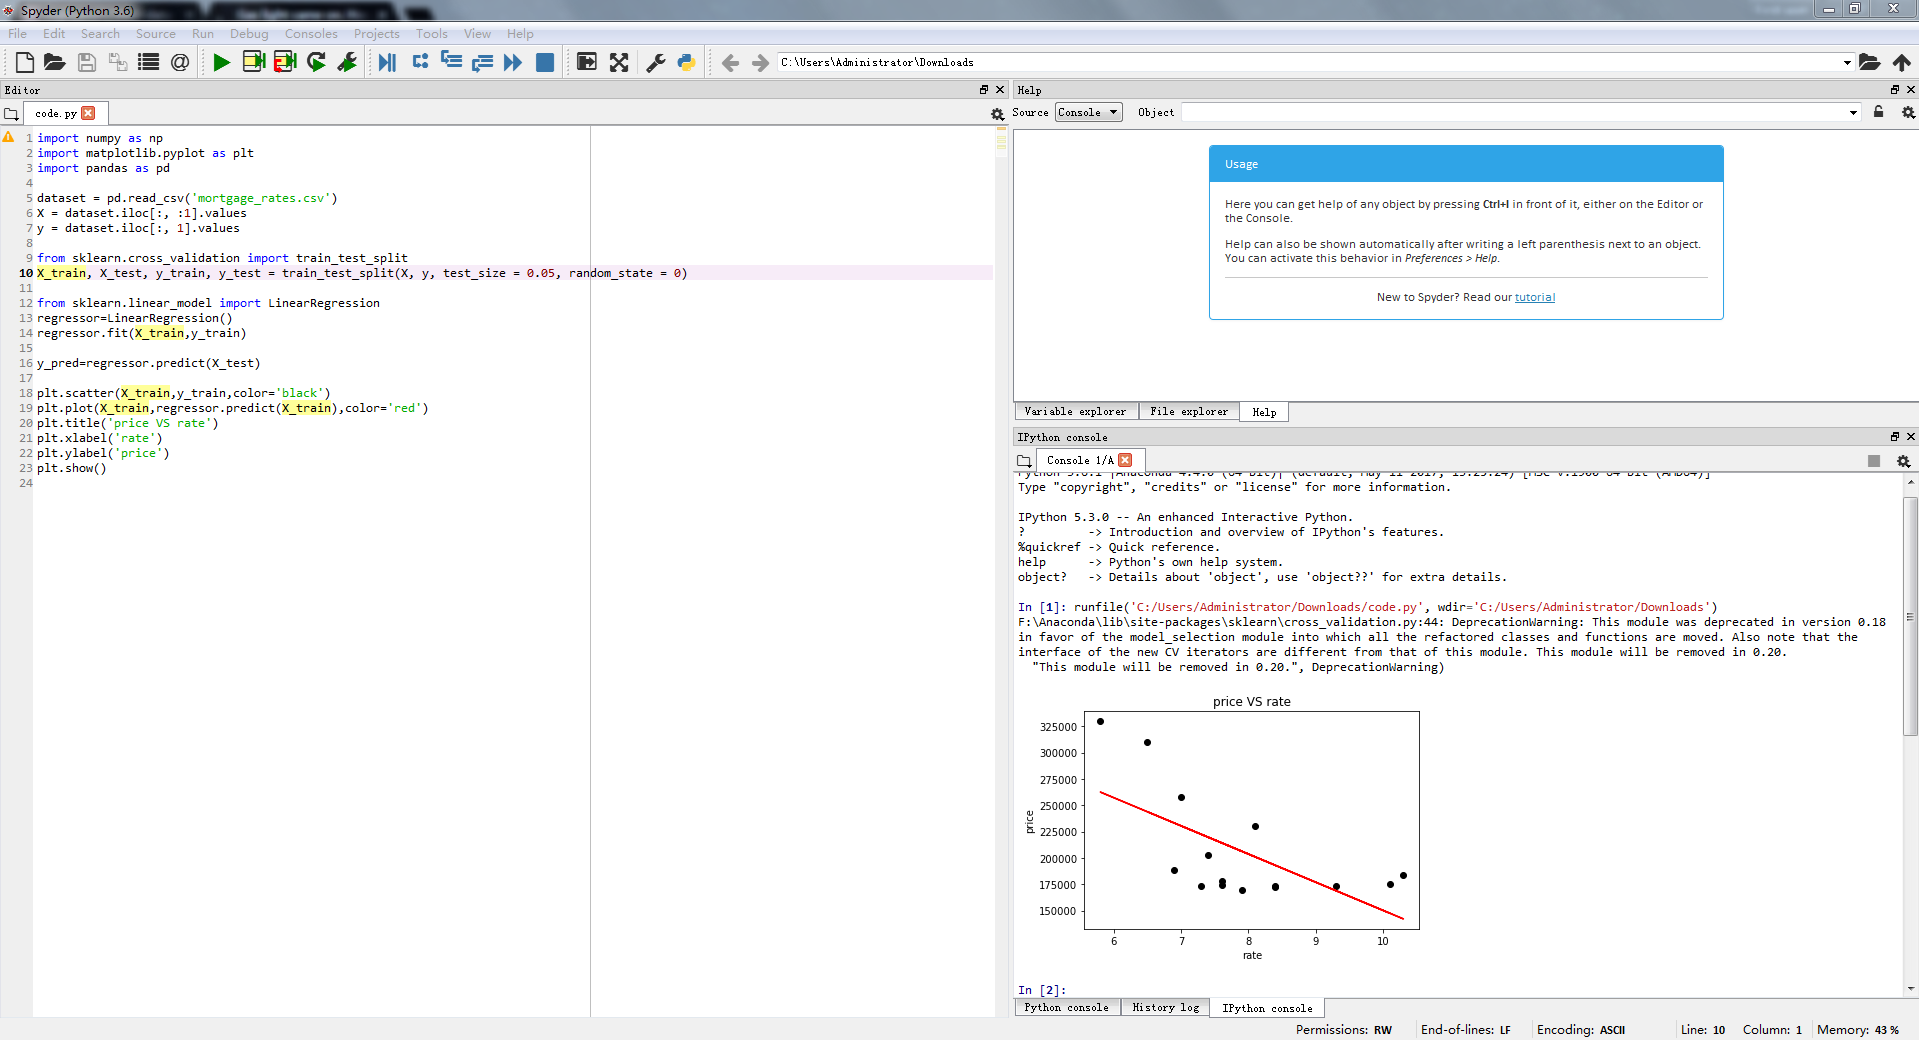 Spyder (Python 3.6)
File Edit Search Source Run Debug Consoles Projects Tools View Help
C:\Users\Administrator\Downloads
Editor
code.py
1 import numpy as np
2 import matplotlib.pyplot as plt
3 import pandas as pd
4
5 dataset = pd.read_csv('mortgage_rates.csv')
6 X = dataset.iloc[:, :1].values
7 y = dataset.iloc[:, 1].values
8
9 from sklearn.cross_validation import train_test_split
10 X_train, X_test, y_train, y_test = train_test_split(X, y, test_size = 0.05, random_state = 0)
11
12 from sklearn.linear_model import LinearRegression
13 regressor=LinearRegression()
14 regressor.fit(X_train,y_train)
15
16 y_pred=regressor.predict(X_test)
17
18 plt.scatter(X_train,y_train,color='black')
19 plt.plot(X_train,regressor.predict(X_train),color='red')
20 plt.title('price VS rate')
21 plt.xlabel('rate')
22 plt.ylabel('price')
23 plt.show()
24
Help
Source Console Object
Usage
Here you can get help of any object by pressing Ctrl+I in front of it, either on the Editor or
the Console.
Help can also be shown automatically after writing a left parenthesis next to an object.
You can activate this behavior in Preferences > Help.
New to Spyder? Read our tutorial
Variable explorer File explorer Help
IPython console
Console 1/A
Type "copyright", "credits" or "license" for more information.
IPython 5.3.0 -- An enhanced Interactive Python.
? -> Introduction and overview of IPython's features.
%quickref -> Quick reference.
help -> Python's own help system.
object? -> Details about 'object', use 'object??' for extra details.
In [1]: runfile('C:/Users/Administrator/Downloads/code.py', wdir='C:/Users/Administrator/Downloads')
F:\Anaconda\lib\site-packages\sklearn\cross_validation.py:44: DeprecationWarning: This module was deprecated in version 0.18
in favor of the model_selection module into which all the refactored classes and functions are moved. Also note that the
interface of the new CV iterators are different from that of this module. This module will be removed in 0.20.
"This module will be removed in 0.20.", DeprecationWarning)
price VS rate
325000
300000
275000
250000
225000
200000
175000
150000
price
6 7 8 9 10
rate
In [2]:
Python console History log IPython console
Permissions: RW End-of-lines: LF Encoding: ASCII Line: 10 Column: 1 Memory: 43 %